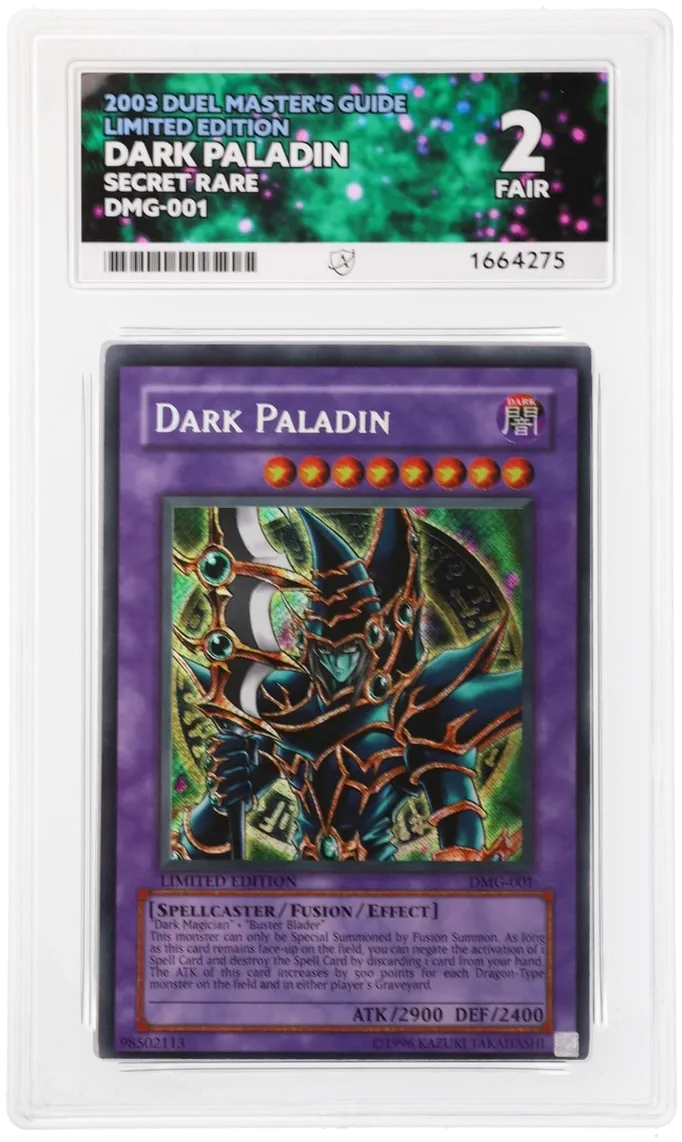 2003 DUEL MASTER'S GUIDE
LIMITED EDITION
DARK PALADIN
SECRET RARE
DMG-001
2
FAIR
1664275
DARK PALADIN
DARK
闇
LIMITED EDITION DMG-001
[SPELLCASTER/FUSION/EFFECT]
"Dark Magician" + "Buster Blader"
This monster can only be Special Summoned by Fusion Summon. As long
as this card remains face-up on the field, you can negate the activation of 1
Spell Card and destroy the Spell Card by discarding 1 card from your hand.
The ATK of this card increases by 500 points for each Dragon-Type
monster on the field and in either player's Graveyard.
ATK/2900 DEF/2400
98502113 ©1996 KAZUKI TAKAHASHI